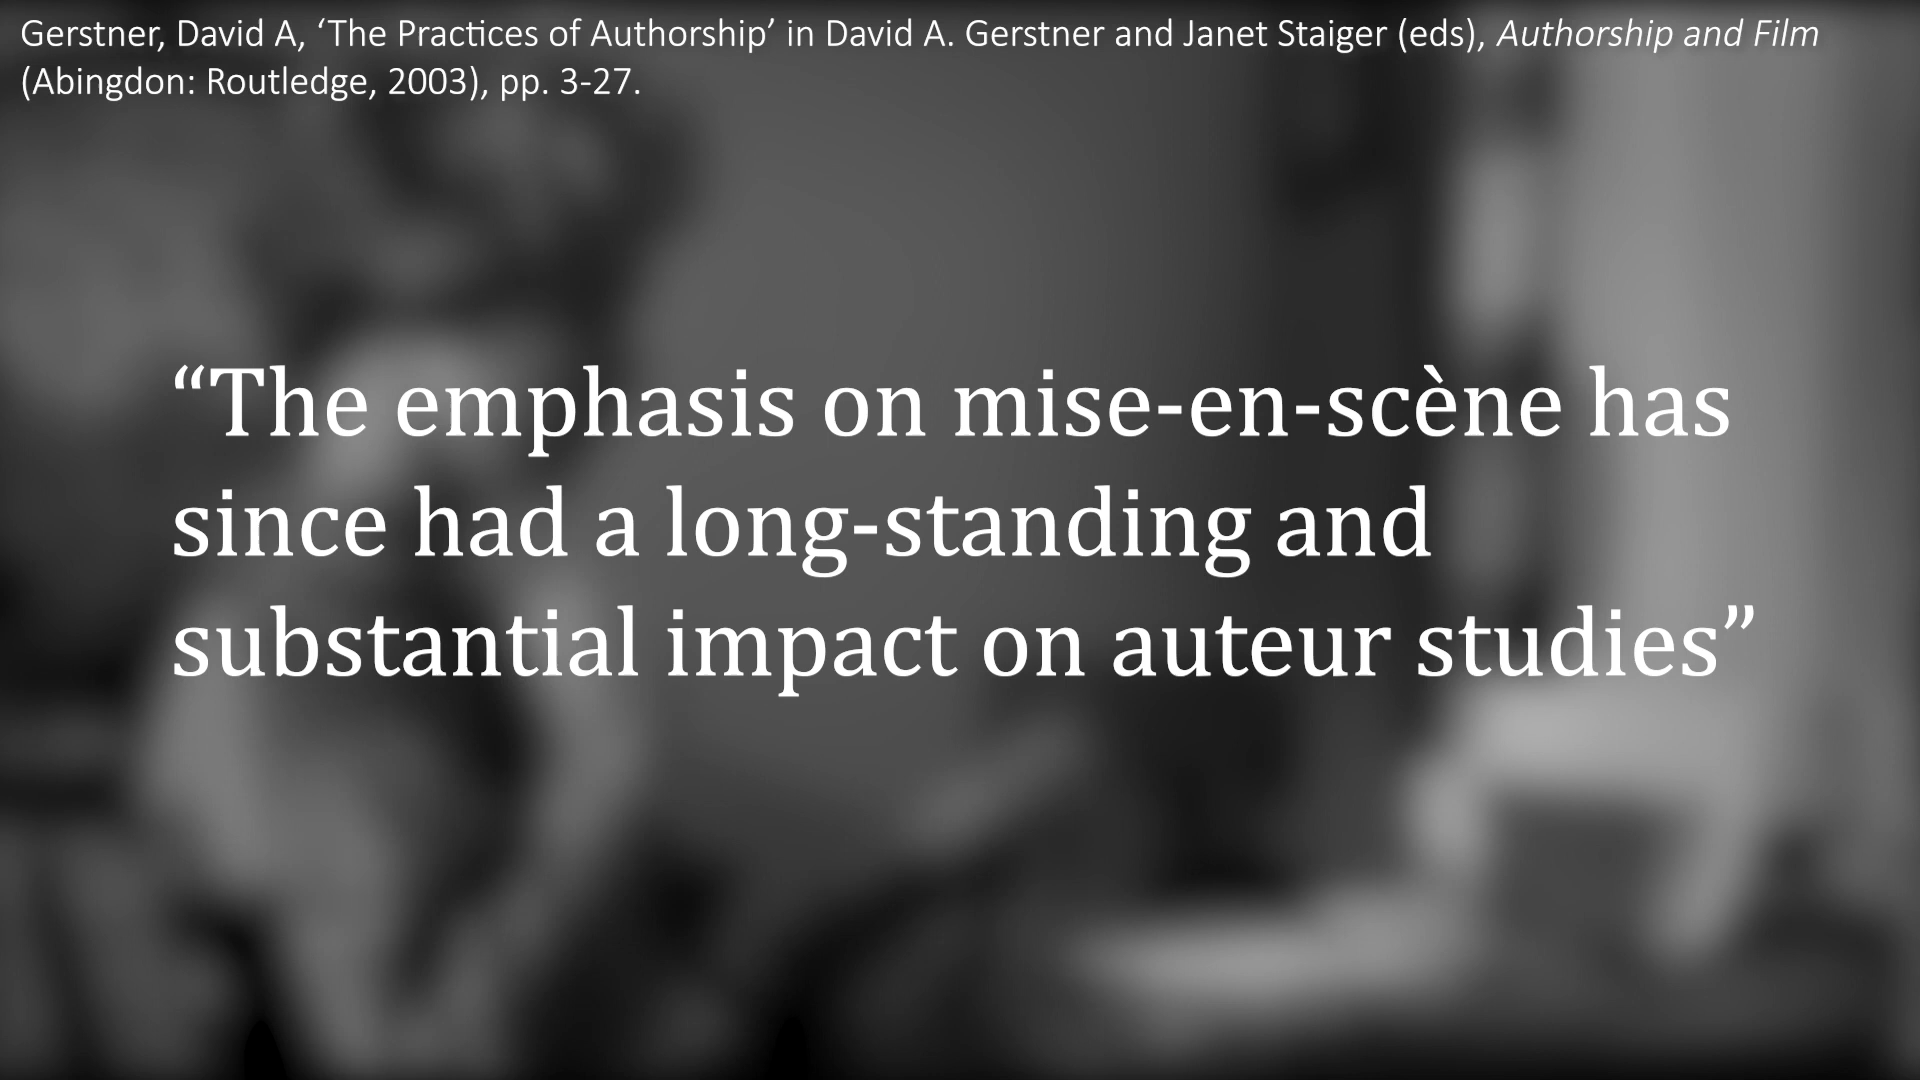 Gerstner, David A, ‘The Practices of Authorship’ in David A. Gerstner and Janet Staiger (eds), Authorship and Film
(Abingdon: Routledge, 2003), pp. 3-27.
“The emphasis on mise-en-scène has
since had a long-standing and
substantial impact on auteur studies”